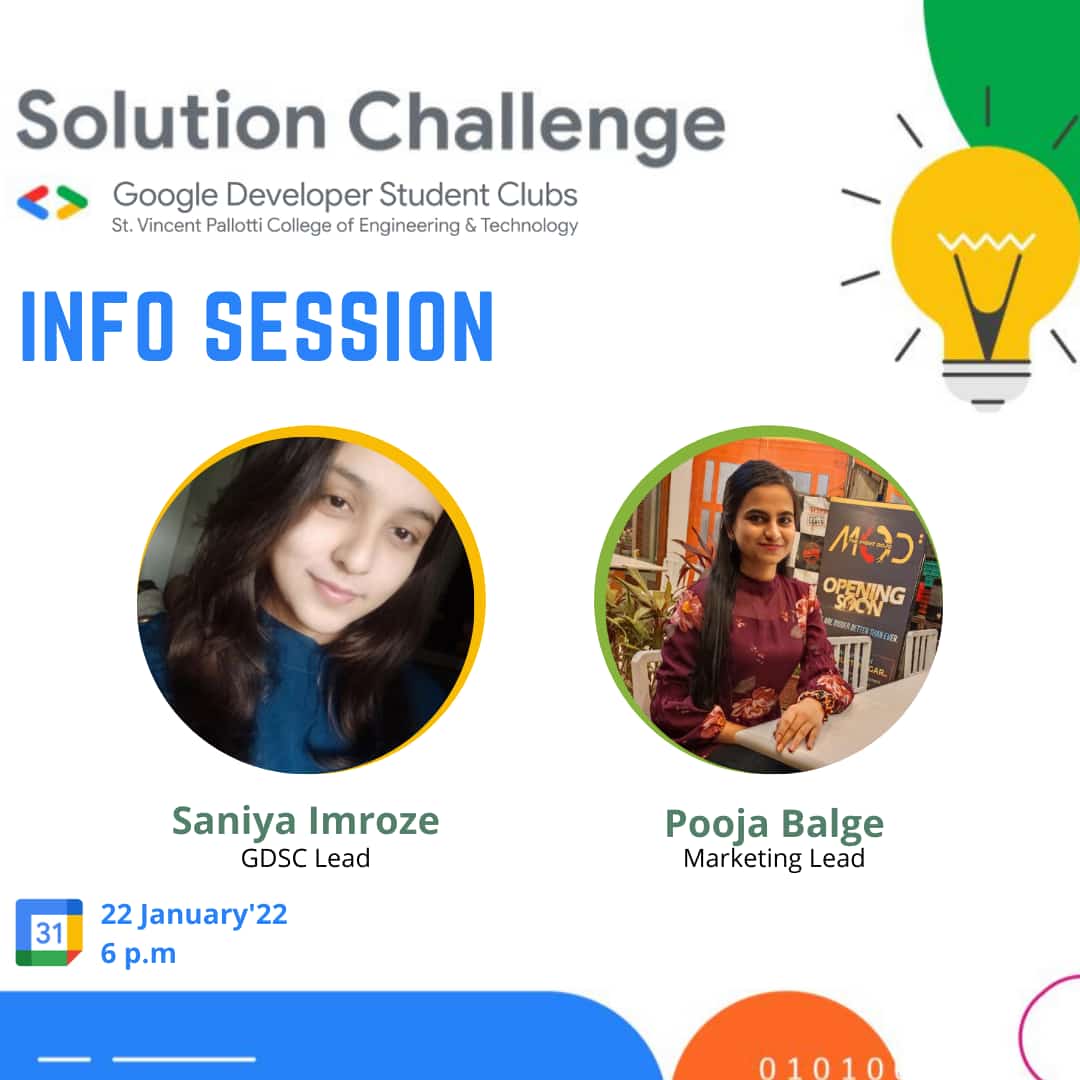 Solution Challenge
Google Developer Student Clubs
St. Vincent Pallotti College of Engineering & Technology
INFO SESSION
OPENING
SOON
Saniya Imroze
GDSC Lead
Pooja Balge
Marketing Lead
31
22 January'22
6 p.m
01010